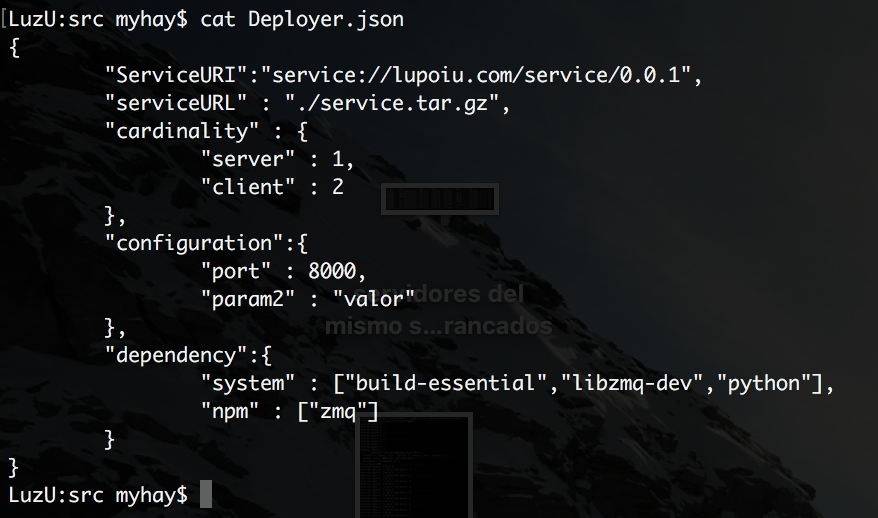 LuzU:src myhay$ cat Deployer.json
{
        "ServiceURI":"service://lupoiu.com/service/0.0.1",
        "serviceURL" : "./service.tar.gz",
        "cardinality" : {
                "server" : 1,
                "client" : 2
        },
        "configuration":{
                "port" : 8000,
                "param2" : "valor"
        },
        "dependency":{
                "system" : ["build-essential","libzmq-dev","python"],
                "npm" : ["zmq"]
        }
}
LuzU:src myhay$
servidores del
mismo s...rancados